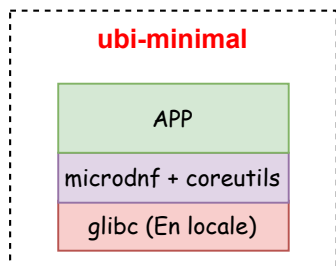 ubi-minimal
APP
microdnf + coreutils
glibc (En locale)